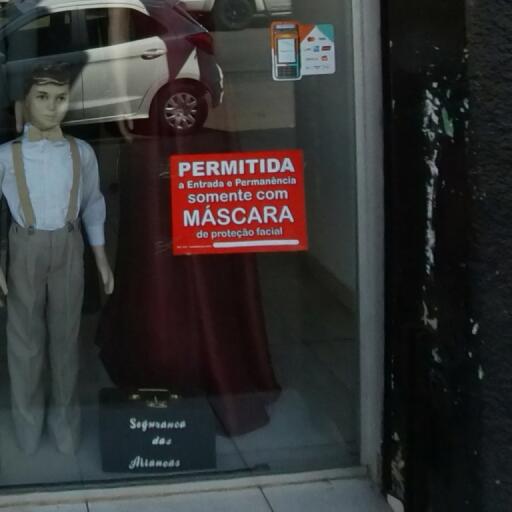 PERMITIDA
a Entrada e Permanência
somente com
MÁSCARA
de proteção facial
Segurança
das
Alianças